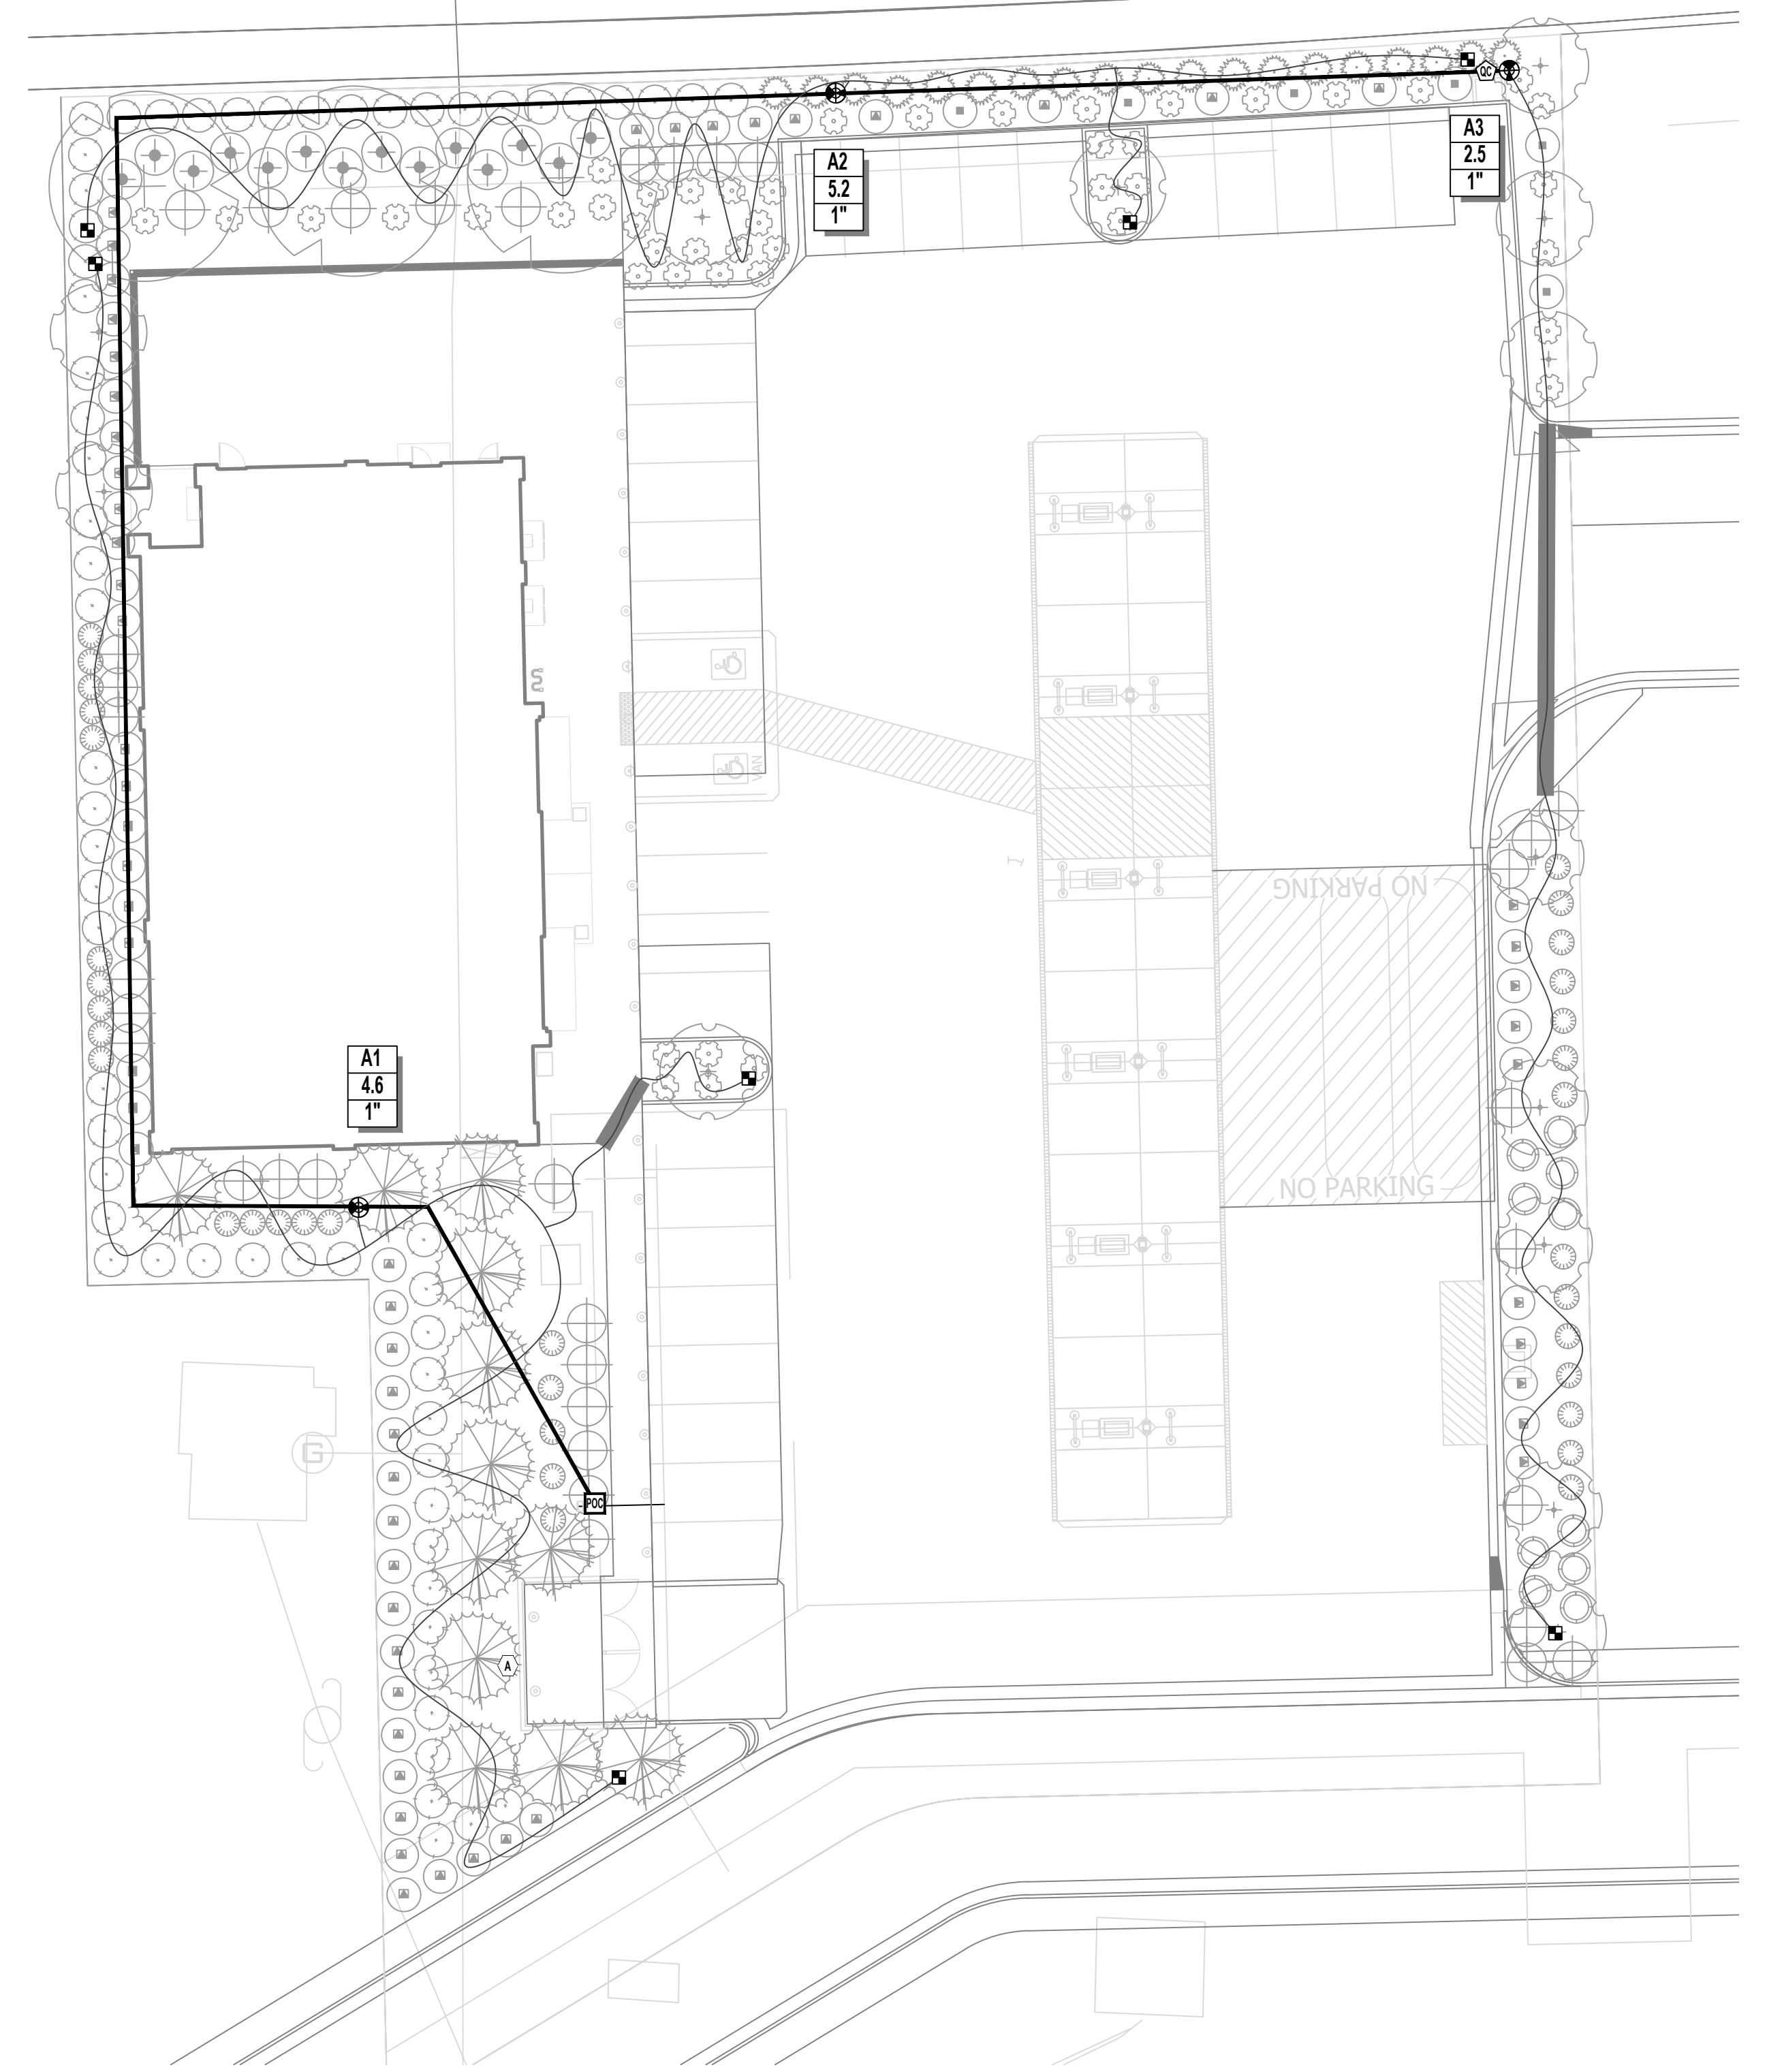 QC
A3
2.5
1"
A2
5.2
1"
VAN
NO PARKING
A1
4.6
1"
NO PARKING
G
POC
A